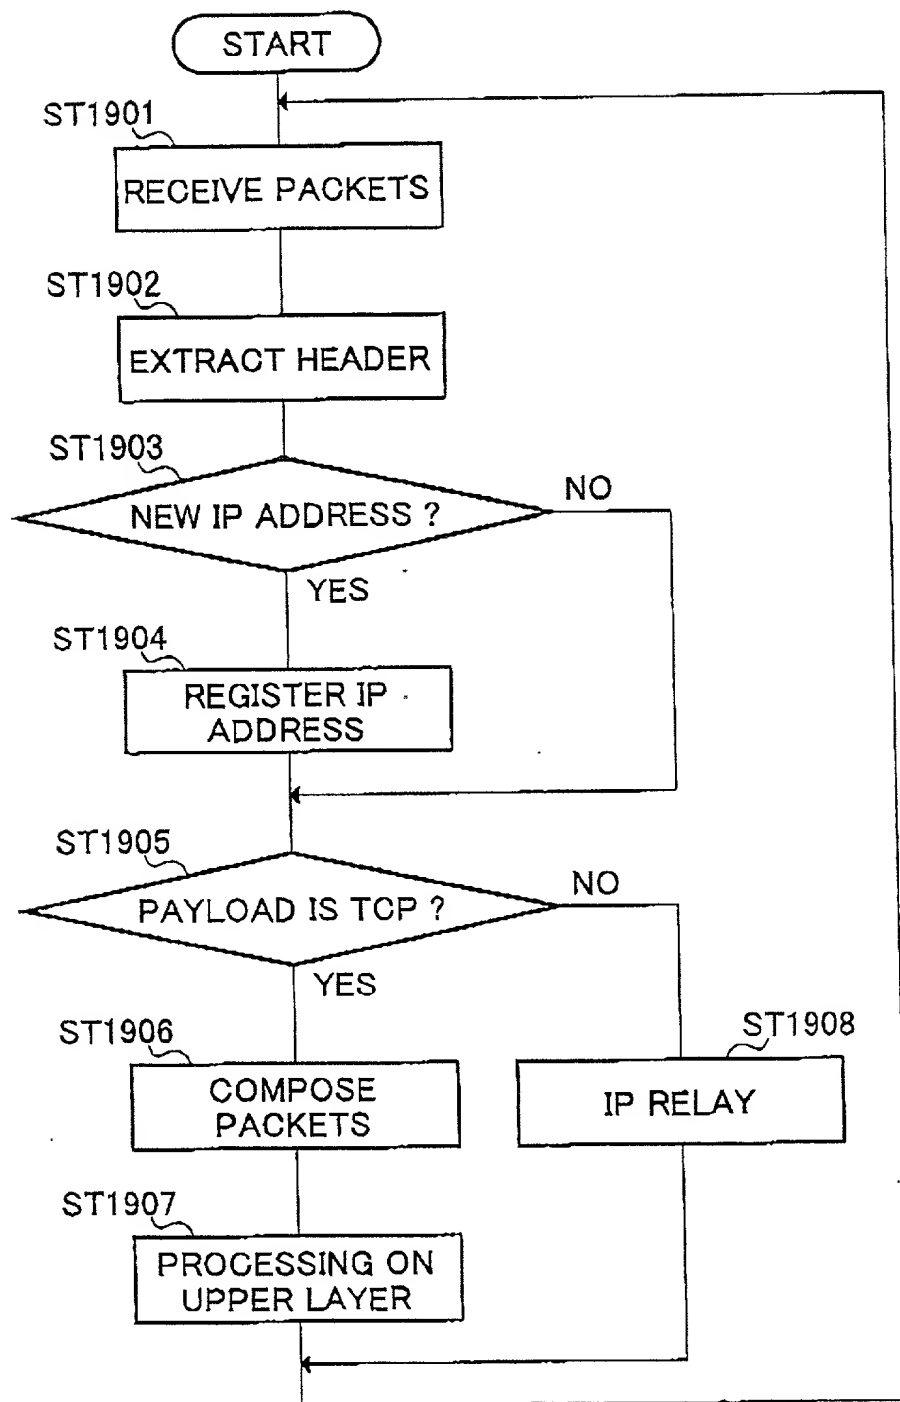 START
ST1901
RECEIVE PACKETS
ST1902
EXTRACT HEADER
ST1903
NEW IP ADDRESS ?
NO
YES
ST1904
REGISTER IP
ADDRESS
ST1905
PAYLOAD IS TCP ?
NO
YES
ST1906
COMPOSE
PACKETS
ST1908
IP RELAY
ST1907
PROCESSING ON
UPPER LAYER